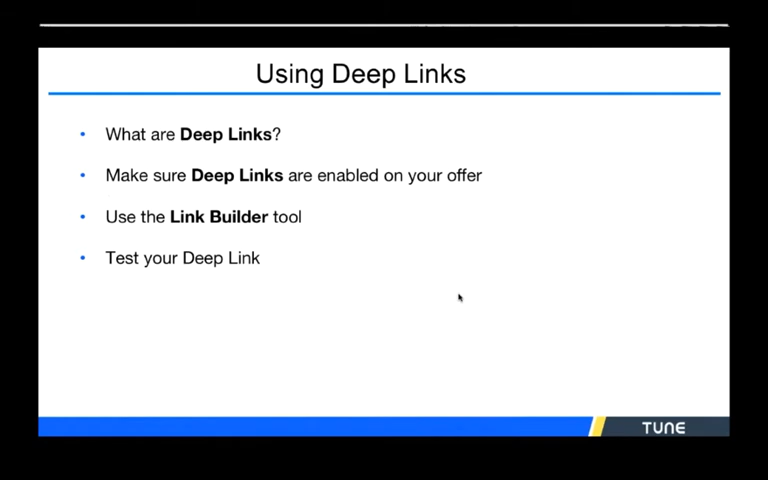 Using Deep Links
• What are Deep Links?
• Make sure Deep Links are enabled on your offer
• Use the Link Builder tool
• Test your Deep Link
TUNE